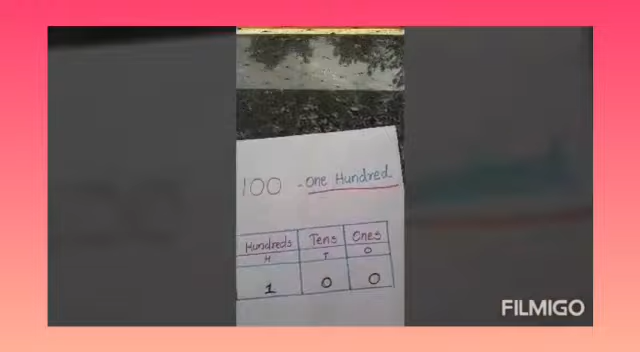 100 - One Hundred
Hundreds Tens Ones
H T O
1 0 0
FILMIGO